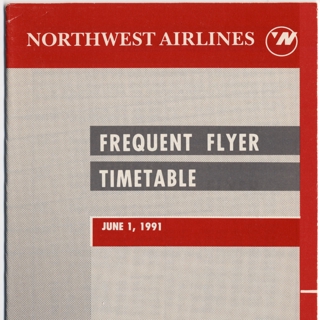 NORTHWEST AIRLINES
FREQUENT FLYER
TIMETABLE
JUNE 1, 1991